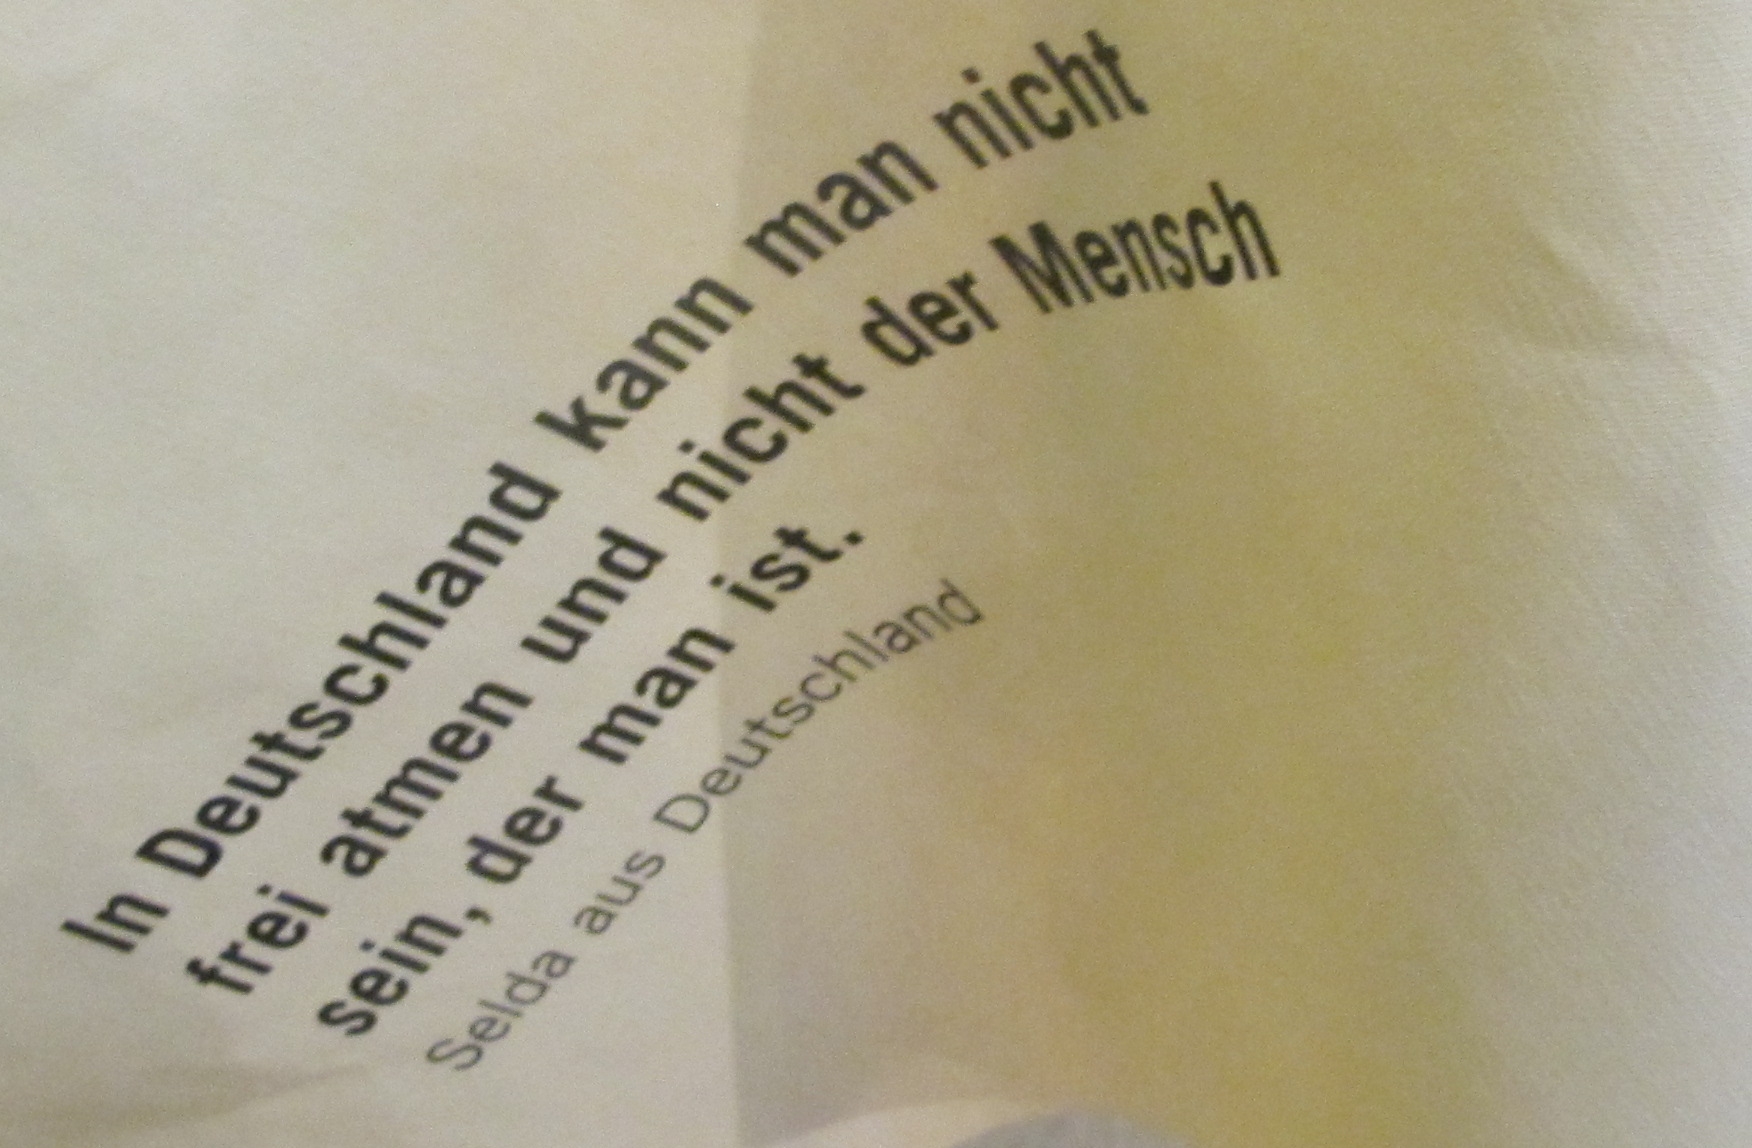 In Deutschland kann man nicht
frei atmen und nicht der Mensch
sein, der man ist.
Selda aus Deutschland